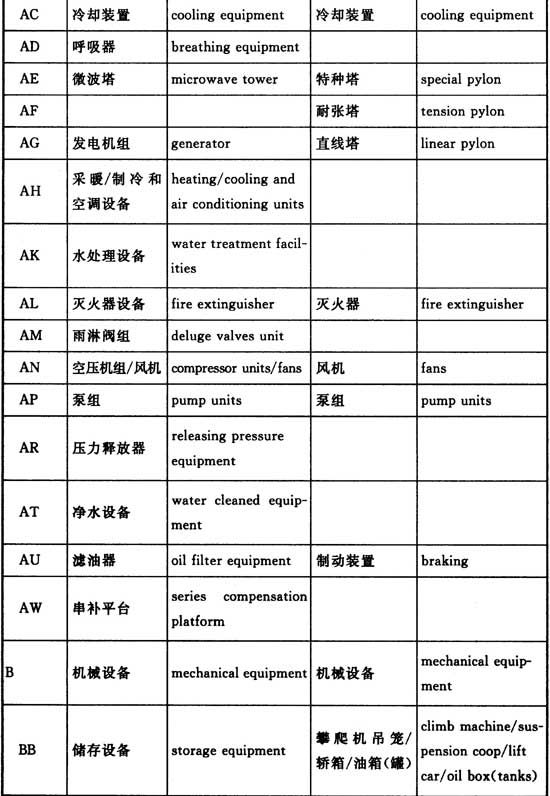 AC 冷却装置 cooling equipment 冷却装置 cooling equipment
AD 呼吸器 breathing equipment
AE 微波塔 microwave tower 特种塔 special pylon
AF 耐张塔 tension pylon
AG 发电机组 generator 直线塔 linear pylon
AH 采暖/制冷和 heating/cooling and
空调设备 air conditioning units
AK 水处理设备 water treatment facil-
ities
AL 灭火器设备 fire extinguisher 灭火器 fire extinguisher
AM 雨淋阀组 deluge valves unit
AN 空压机组/风机 compressor units/fans 风机 fans
AP 泵组 pump units 泵组 pump units
AR 压力释放器 releasing pressure
equipment
AT 净水设备 water cleaned equip-
ment
AU 滤油器 oil filter equipment 制动装置 braking
AW 串补平台 series compensation
platform
B 机械设备 mechanical equipment 机械设备 mechanical equip-
ment
BB 储存设备 storage equipment 攀爬机吊笼/
轿箱/油箱(罐) climb machine/sus-
pension coop/lift
car/oil box(tanks)